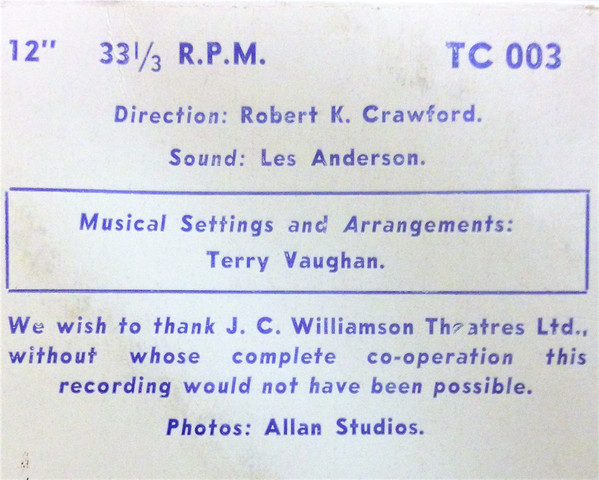 12" 33 1/3 R.P.M. TC 003
Direction: Robert K. Crawford.
Sound: Les Anderson.
Musical Settings and Arrangements:
Terry Vaughan.
We wish to thank J. C. Williamson Theatres Ltd.,
without whose complete co-operation this
recording would not have been possible.
Photos: Allan Studios.